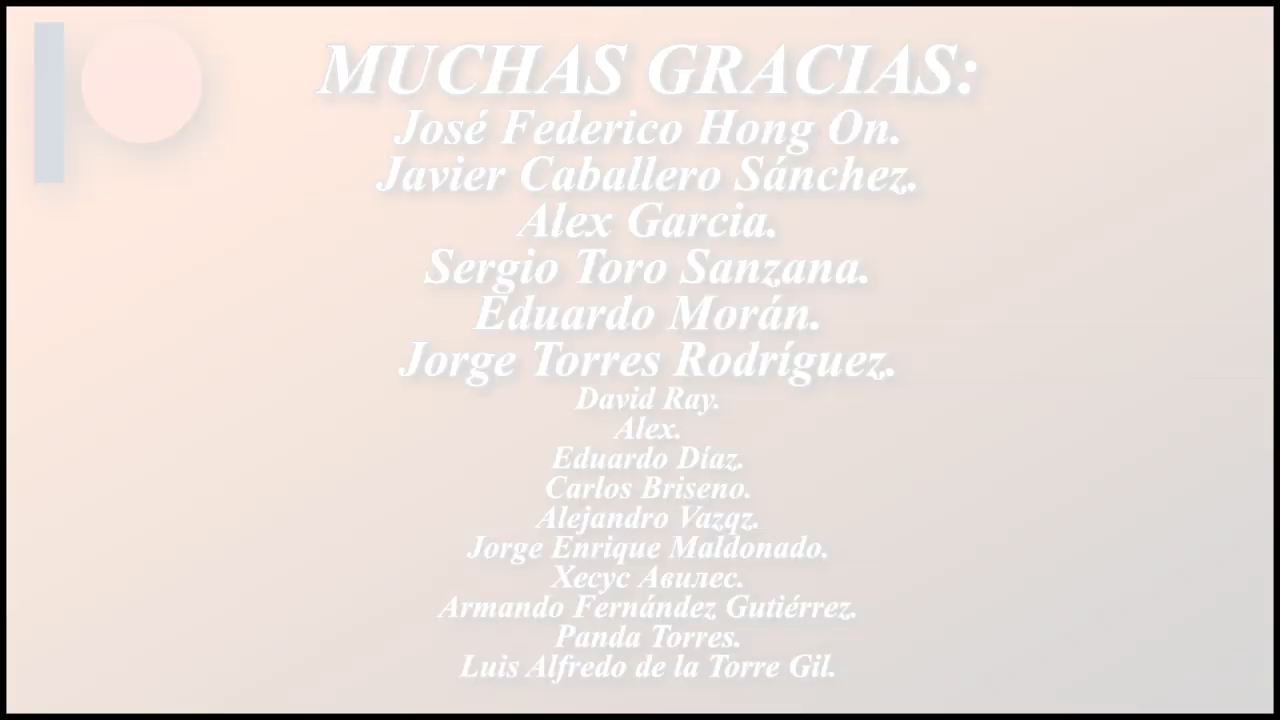 MUCHAS GRACIAS:
José Federico Hong On.
Javier Caballero Sánchez.
Alex Garcia.
Sergio Toro Sanzana.
Eduardo Morán.
Jorge Torres Rodríguez.
David Ray.
Alex.
Eduardo Díaz.
Carlos Briseno.
Alejandro Vazqz.
Jorge Enrique Maldonado.
Хесус Авилес.
Armando Fernández Gutiérrez.
Panda Torres.
Luis Alfredo de la Torre Gil.